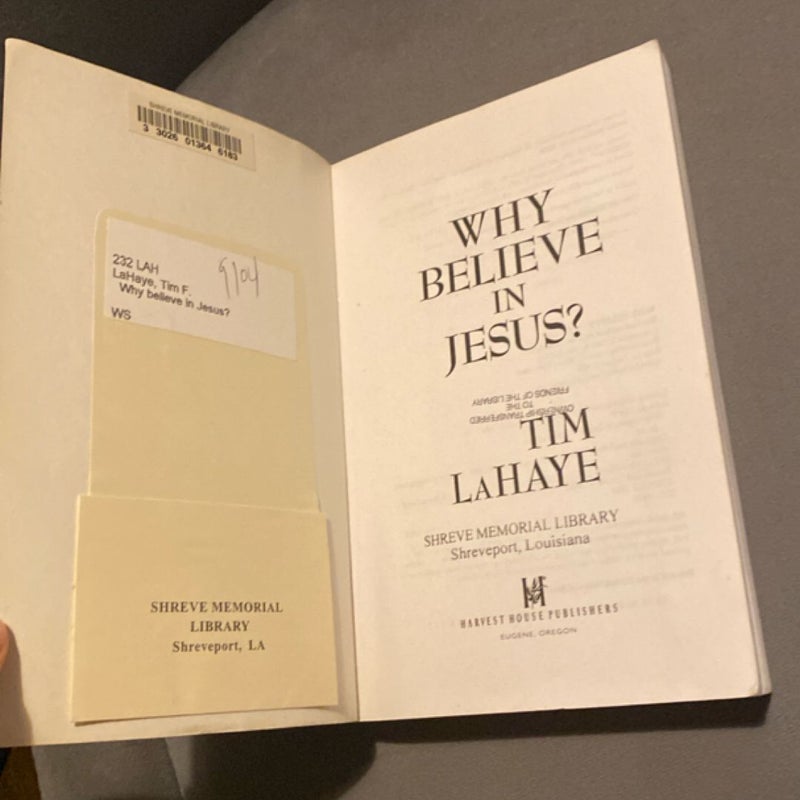 SHREVE MEMORIAL LIBRARY
3 3026 01364 6183
232 LAH
LaHaye, Tim F.
Why believe in Jesus?
WS
9/04
SHREVE MEMORIAL
LIBRARY
Shreveport, LA
WHY
BELIEVE
IN
JESUS?
OWNERSHIP TRANSFERRED
TO THE
FRIENDS OF THE LIBRARY
TIM
LAHAYE
SHREVE MEMORIAL LIBRARY
Shreveport, Louisiana
HARVEST HOUSE PUBLISHERS
EUGENE, OREGON